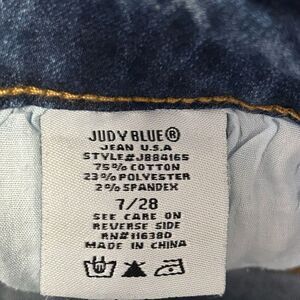 JUDY BLUE®
JEAN U.S.A
STYLE#JB84165
75% COTTON
23% POLYESTER
2% SPANDEX
7/28
SEE CARE ON
REVERSE SIDE
RN#116380
MADE IN CHINA